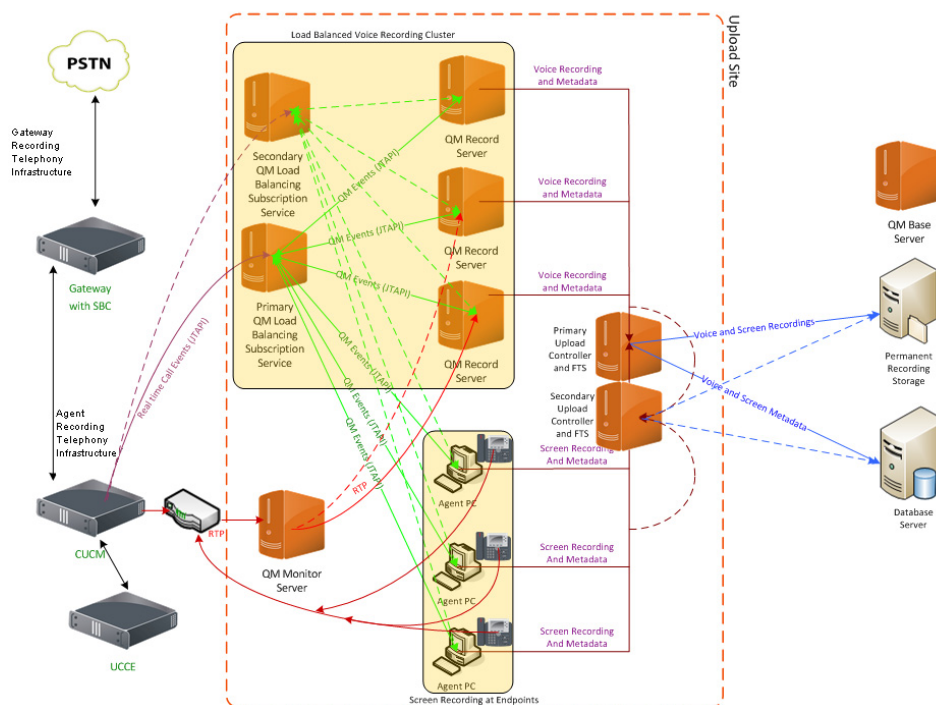 Load Balanced Voice Recording Cluster
Upload Site
PSTN
Gateway
Recording
Telephony
Infrastructure
Gateway
with SBC
Agent
Recording
Telephony
Infrastructure
CUCM
UCCE
Real time Call Events (JTAPI)
RTP
Secondary
QM Load
Balancing
Subscription
Service
Primary
QM Load
Balancing
Subscription
Service
QM Record
Server
QM Record
Server
QM Record
Server
QM Events (JTAPI)
QM Events (JTAPI)
QM Events (JTAPI)
QM Events (JTAPI)
QM Events (JTAPI)
QM Events (JTAPI)
QM Monitor
Server
RTP
Voice Recording
and Metadata
Voice Recording
and Metadata
Voice Recording
and Metadata
Primary
Upload
Controller
and FTS
Secondary
Upload
Controller
and FTS
Screen Recording
And Metadata
Screen Recording
And Metadata
Screen Recording
And Metadata
Agent PC
Agent PC
Agent PC
Screen Recording at Endpoints
Voice and Screen Recordings
Voice and Screen Metadata
QM Base
Server
Permanent
Recording
Storage
Database
Server